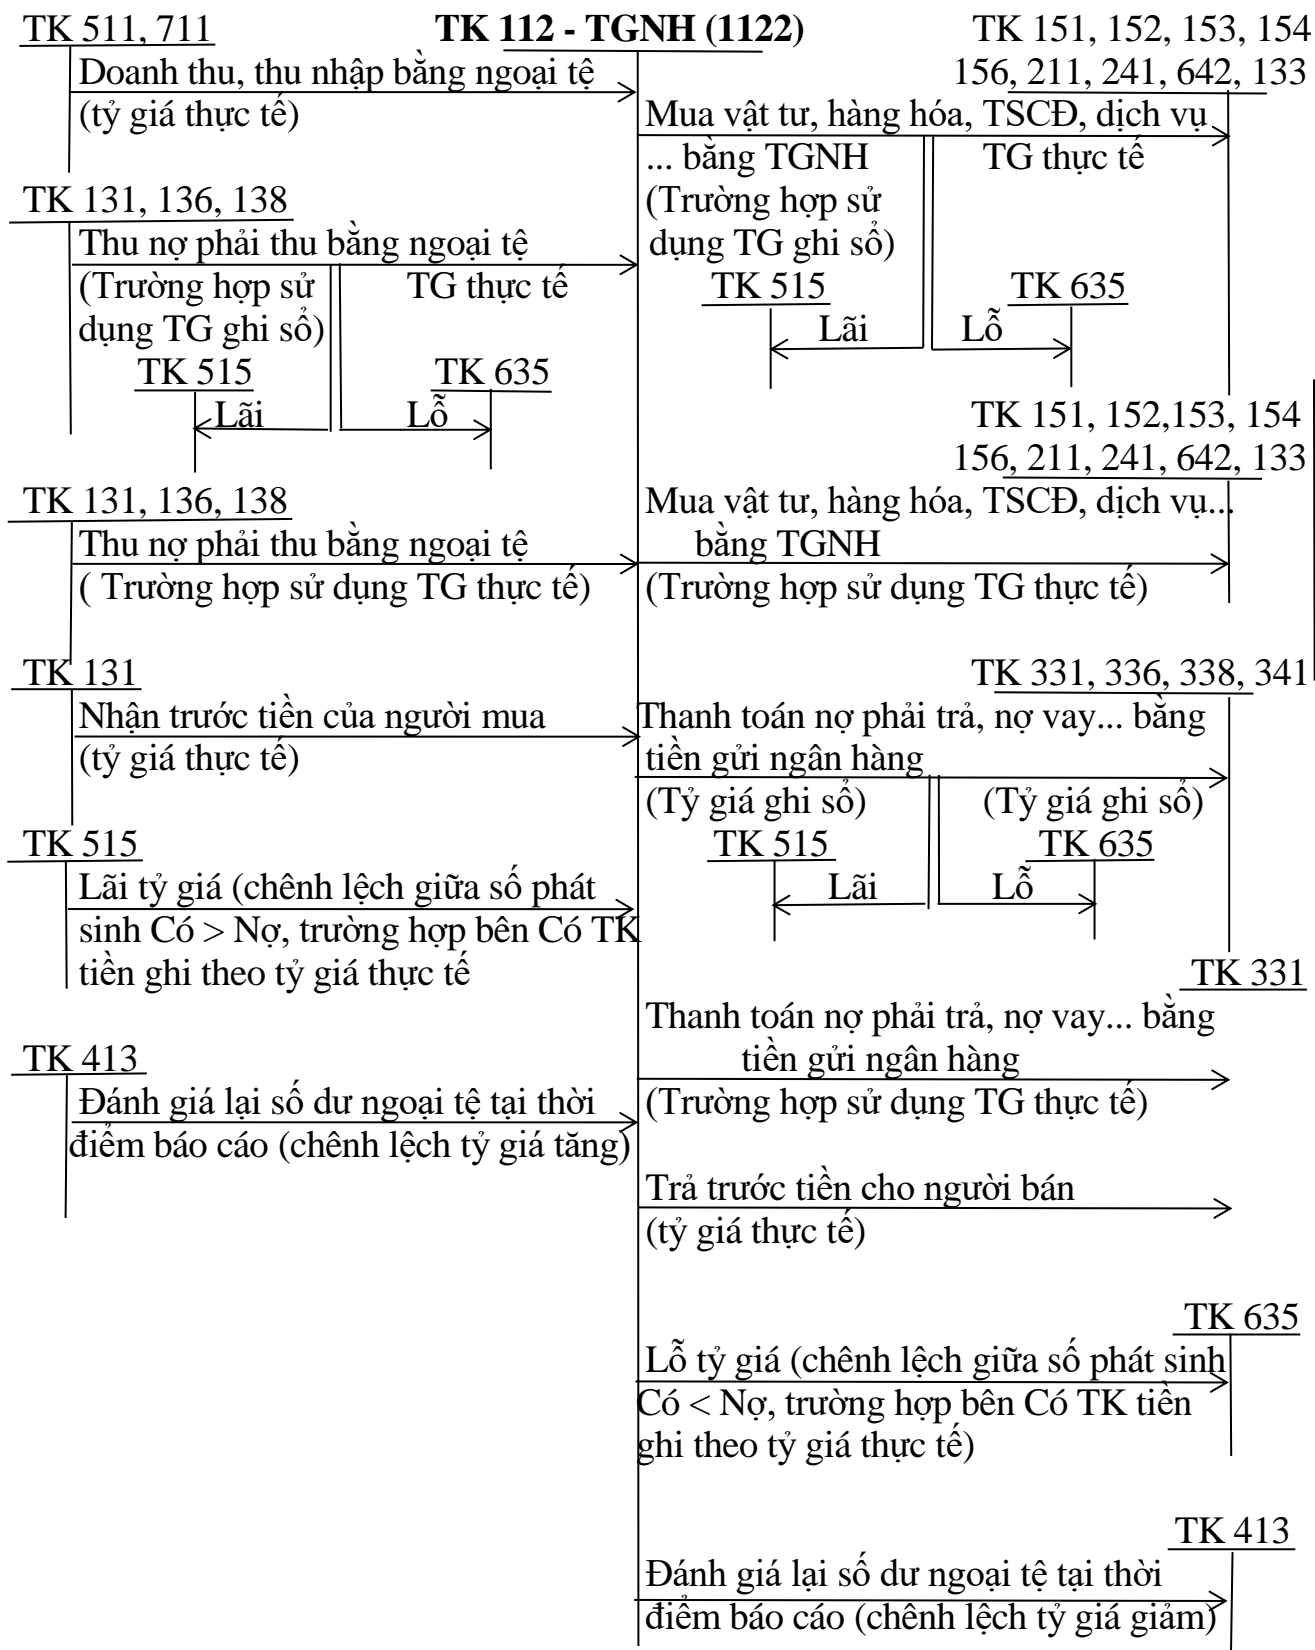 TK 511, 711
Doanh thu, thu nhập bằng ngoại tệ
(tỷ giá thực tế)
TK 131, 136, 138
Thu nợ phải thu bằng ngoại tệ
(Trường hợp sử
dụng TG ghi sổ)
TG thực tế
TK 515
TK 635
Lãi
Lỗ
TK 131, 136, 138
Thu nợ phải thu bằng ngoại tệ
( Trường hợp sử dụng TG thực tế)
TK 131
Nhận trước tiền của người mua
(tỷ giá thực tế)
TK 515
Lãi tỷ giá (chênh lệch giữa số phát
sinh Có > Nợ, trường hợp bên Có TK
tiền ghi theo tỷ giá thực tế
TK 413
Đánh giá lại số dư ngoại tệ tại thời
điểm báo cáo (chênh lệch tỷ giá tăng)
TK 112 - TGNH (1122)
TK 151, 152, 153, 154
156, 211, 241, 642, 133
Mua vật tư, hàng hóa, TSCĐ, dịch vụ
... bằng TGNH
(Trường hợp sử
dụng TG ghi sổ)
TG thực tế
TK 515
TK 635
Lãi
Lỗ
TK 151, 152,153, 154
156, 211, 241, 642, 133
Mua vật tư, hàng hóa, TSCĐ, dịch vụ...
bằng TGNH
(Trường hợp sử dụng TG thực tế)
TK 331, 336, 338, 341
Thanh toán nợ phải trả, nợ vay... bằng
tiền gửi ngân hàng
(Tỷ giá ghi sổ)
(Tỷ giá ghi sổ)
TK 515
TK 635
Lãi
Lỗ
TK 331
Thanh toán nợ phải trả, nợ vay... bằng
tiền gửi ngân hàng
(Trường hợp sử dụng TG thực tế)
Trả trước tiền cho người bán
(tỷ giá thực tế)
TK 635
Lỗ tỷ giá (chênh lệch giữa số phát sinh
Có < Nợ, trường hợp bên Có TK tiền
ghi theo tỷ giá thực tế)
TK 413
Đánh giá lại số dư ngoại tệ tại thời
điểm báo cáo (chênh lệch tỷ giá giảm)